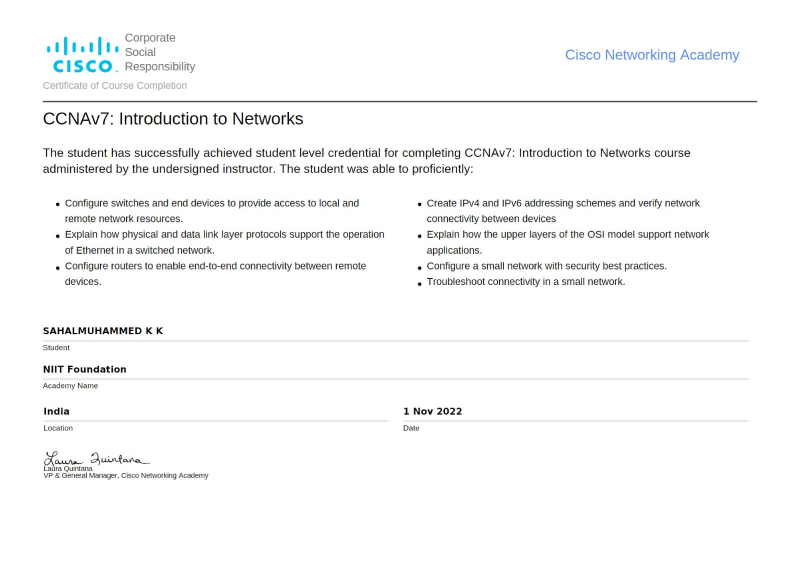 Corporate
Social
Responsibility
CISCO
Cisco Networking Academy
Certificate of Course Completion
CCNAv7: Introduction to Networks
The student has successfully achieved student level credential for completing CCNAv7: Introduction to Networks course
administered by the undersigned instructor. The student was able to proficiently:
• Configure switches and end devices to provide access to local and
remote network resources.
• Explain how physical and data link layer protocols support the operation
of Ethernet in a switched network.
• Configure routers to enable end-to-end connectivity between remote
devices.
• Create IPv4 and IPv6 addressing schemes and verify network
connectivity between devices
• Explain how the upper layers of the OSI model support network
applications.
• Configure a small network with security best practices.
• Troubleshoot connectivity in a small network.
SAHALMUHAMMED K K
Student
NIIT Foundation
Academy Name
India
Location
1 Nov 2022
Date
Laura Quintana
Laura Quintana
VP & General Manager, Cisco Networking Academy